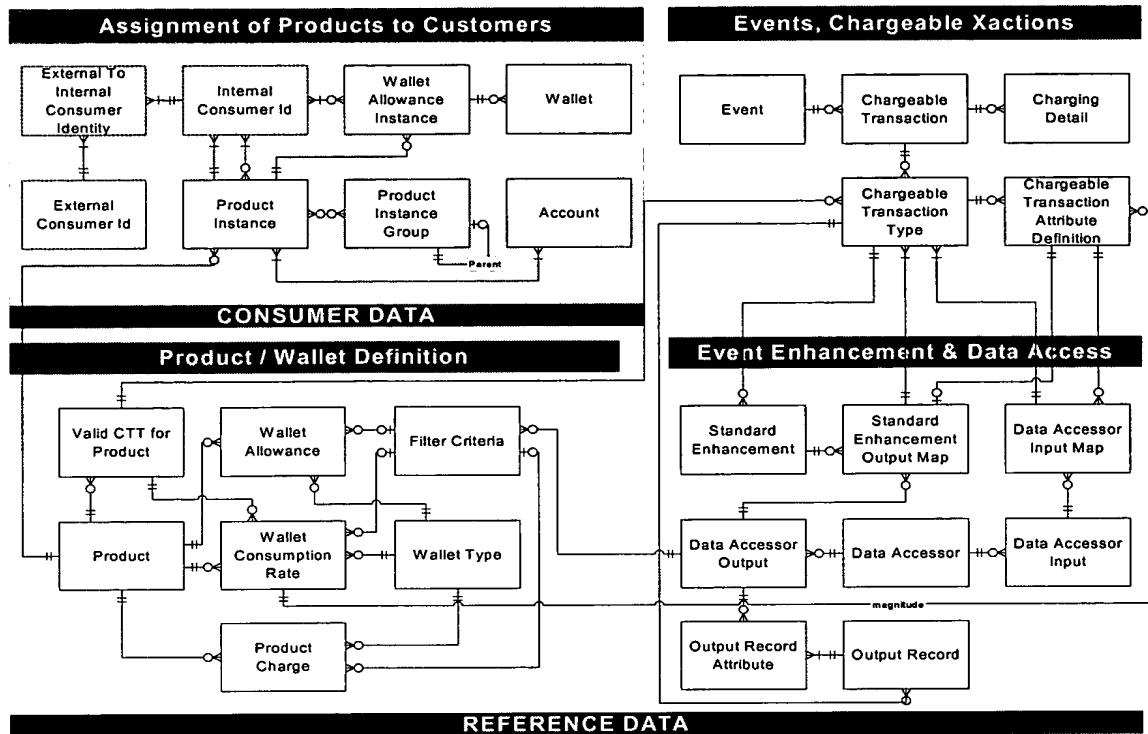 Assignment of Products to Customers
External To
Internal
Consumer
Identity
Internal
Consumer Id
Wallet
Allowance
Instance
Wallet
External
Consumer Id
Product
Instance
Product
Instance
Group
Account
Parent
CONSUMER DATA
Events, Chargeable Xactions
Event
Chargeable
Transaction
Charging
Detail
Chargeable
Transaction
Type
Chargeable
Transaction
Attribute
Definition
Product / Wallet Definition
Valid CTT for
Product
Wallet
Allowance
Filter Criteria
Product
Wallet
Consumption
Rate
Wallet Type
Product
Charge
Event Enhancement & Data Access
Standard
Enhancement
Standard
Enhancement
Output Map
Data Accessor
Input Map
Data Accessor
Output
Data Accessor
Data Accessor
Input
magnitude
Output Record
Attribute
Output Record
REFERENCE DATA